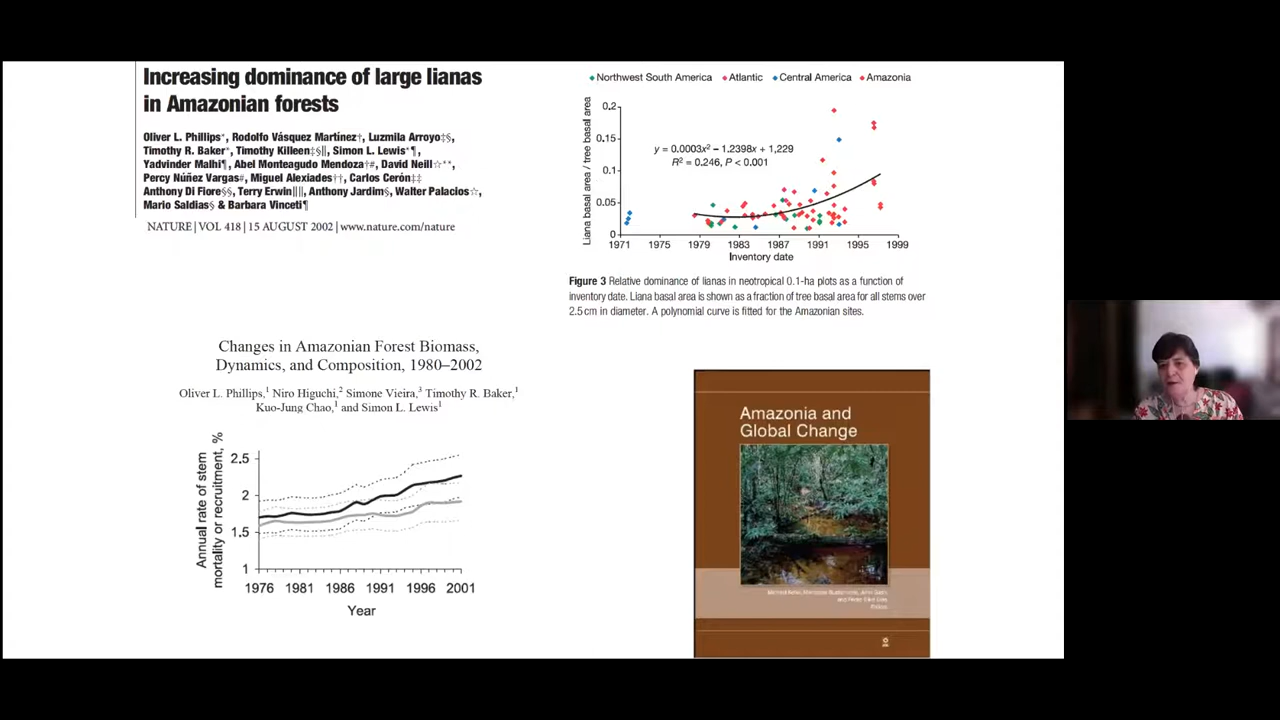 Increasing dominance of large lianas
in Amazonian forests
Oliver L. Phillips*, Rodolfo Vásquez Martínez†, Luzmila Arroyo‡§,
Timothy R. Baker*, Timothy Killeen‡§||, Simon L. Lewis*¶,
Yadvinder Malhi¶, Abel Monteagudo Mendoza†#, David Neill☆**,
Percy Núñez Vargas#, Miguel Alexiades††, Carlos Cerón‡‡
Anthony Di Fiore§§, Terry Erwin||||, Anthony Jardim§, Walter Palacios☆,
Mario Saldias§ & Barbara Vinceti¶
NATURE | VOL 418 | 15 AUGUST 2002 | www.nature.com/nature
Northwest South America Atlantic Central America Amazonia
Liana basal area / tree basal area
0.2
0.15
0.1
0.05
0
y = 0.0003x² – 1.2398x + 1,229
R² = 0.246, P < 0.001
1971 1975 1979 1983 1987 1991 1995 1999
Inventory date
Figure 3 Relative dominance of lianas in neotropical 0.1-ha plots as a function of
inventory date. Liana basal area is shown as a fraction of tree basal area for all stems over
2.5 cm in diameter. A polynomial curve is fitted for the Amazonian sites.
Changes in Amazonian Forest Biomass,
Dynamics, and Composition, 1980–2002
Oliver L. Phillips,¹ Niro Higuchi,² Simone Vieira,³ Timothy R. Baker,¹
Kuo-Jung Chao,¹ and Simon L. Lewis¹
Annual rate of stem
mortality or recruitment, %
2.5
2
1.5
1
1976 1981 1986 1991 1996 2001
Year
Amazonia and
Global Change